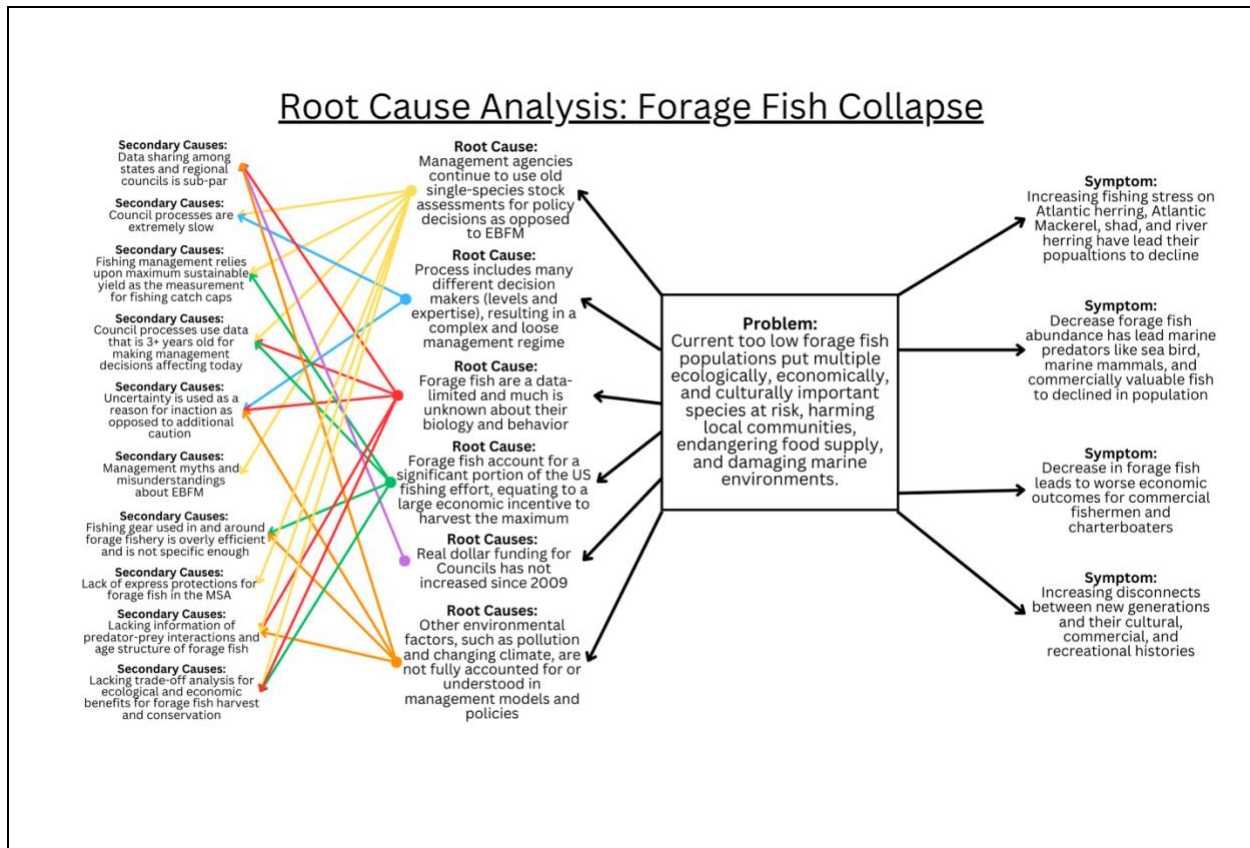 Root Cause Analysis: Forage Fish Collapse
Secondary Causes:
Data sharing among
states and regional
councils is sub-par
Secondary Causes:
Council processes are
extremely slow
Secondary Causes:
Fishing management relies
upon maximum sustainable
yield as the measurement
for fishing catch caps
Secondary Causes:
Council processes use data
that is 3+ years old for
making management
decisions affecting today
Secondary Causes:
Uncertainty is used as a
reason for inaction as
opposed to additional
caution
Secondary Causes:
Management myths and
misunderstandings
about EBFM
Secondary Causes:
Fishing gear used in and around
forage fishery is overly efficient
and is not specific enough
Secondary Causes:
Lack of express protections for
forage fish in the MSA
Secondary Causes:
Lacking information of
predator-prey interactions and
age structure of forage fish
Secondary Causes:
Lacking trade-off analysis for
ecological and economic
benefits for forage fish harvest
and conservation
Root Cause:
Management agencies
continue to use old
single-species stock
assessments for policy
decisions as opposed
to EBFM
Root Cause:
Process includes many
different decision
makers (levels and
expertise), resulting in a
complex and loose
management regime
Root Cause:
Forage fish are a data-
limited and much is
unknown about their
biology and behavior
Root Cause:
Forage fish account for a
significant portion of the US
fishing effort, equating to a
large economic incentive to
harvest the maximum
Root Causes:
Real dollar funding for
Councils has not
increased since 2009
Root Causes:
Other environmental
factors, such as pollution
and changing climate, are
not fully accounted for or
understood in
management models and
policies
Problem:
Current too low forage fish
populations put multiple
ecologically, economically,
and culturally important
species at risk, harming
local communities,
endangering food supply,
and damaging marine
environments.
Symptom:
Increasing fishing stress on
Atlantic herring, Atlantic
Mackerel, shad, and river
herring have lead their
popualtions to decline
Symptom:
Decrease forage fish
abundance has lead marine
predators like sea bird,
marine mammals, and
commercially valuable fish
to declined in population
Symptom:
Decrease in forage fish
leads to worse economic
outcomes for commercial
fishermen and
charterboaters
Symptom:
Increasing disconnects
between new generations
and their cultural,
commercial, and
recreational histories